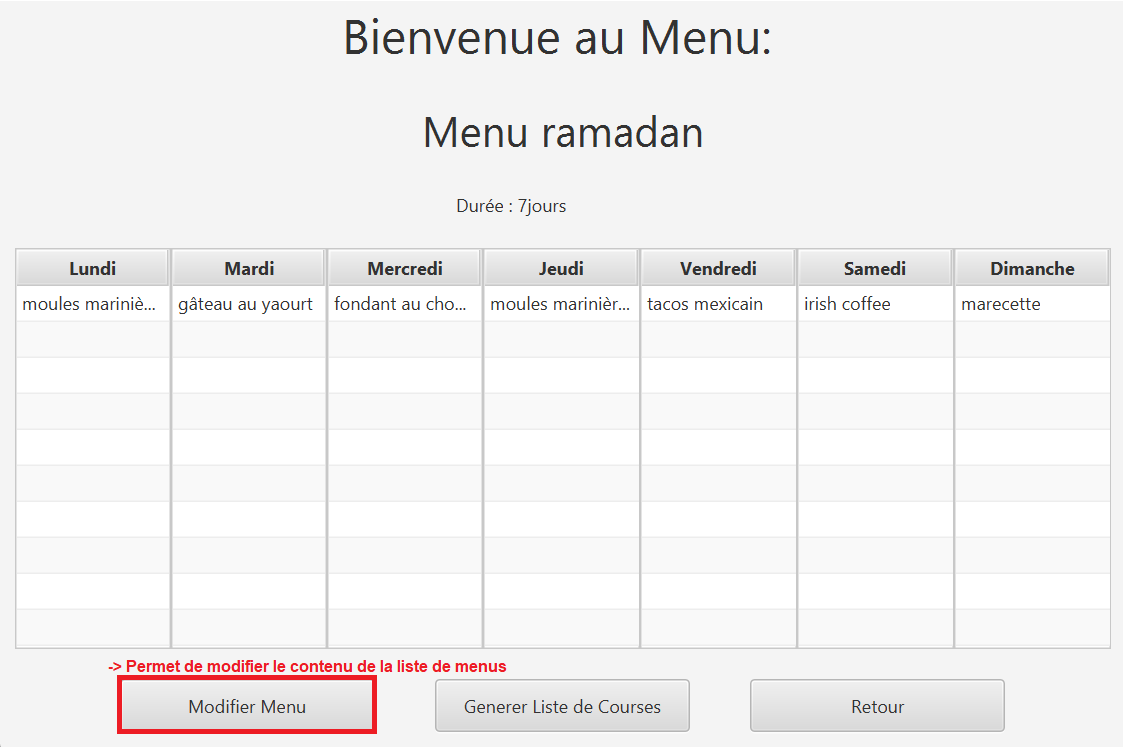 Bienvenue au Menu:
Menu ramadan
Durée : 7jours
Lundi Mardi Mercredi Jeudi Vendredi Samedi Dimanche
moules mariniè... gâteau au yaourt fondant au cho... moules marinièr... tacos mexicain irish coffee marecette
-> Permet de modifier le contenu de la liste de menus
Modifier Menu Generer Liste de Courses Retour